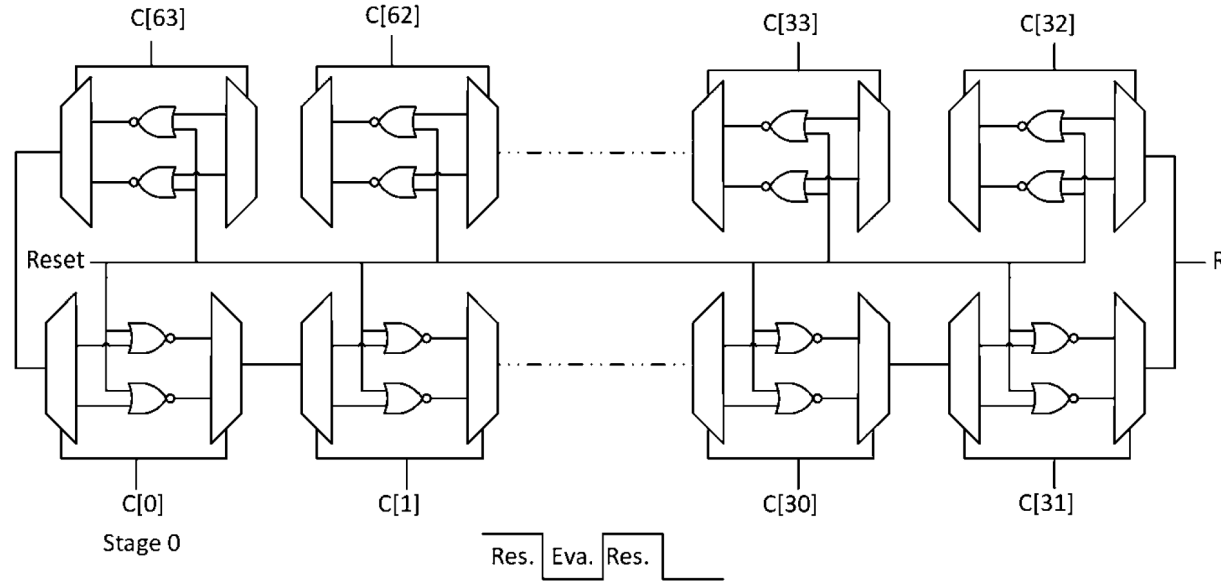 C[63] C[62] C[33] C[32]
Reset R
C[0] C[1] C[30] C[31]
Stage 0
Res. Eva. Res.